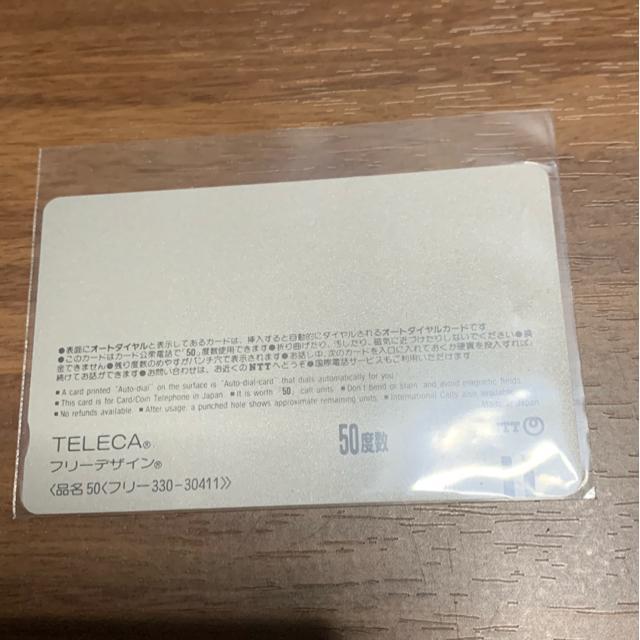 ●表面にオートダイヤルと表示してあるカードは、挿入すると自動的にダイヤルされるオートダイヤルカードです
●このカードはカード公衆電話で「50」度数使用できます●折り曲げたり、汚したり、磁気に近づけたりしないでください●換
金できません●残り度数のめやすがパンチ穴で表示されます●お話し中、次のカードを入口に入れておくか硬貨を投入すれば、
続けてお話ができます●お問い合わせは、お近くのNTTへどうぞ●国際電話サービスもご利用いただけます
■ A card printed "Auto-dial" on the surface is "Auto-dial-card" that dials automatically for you.
■ This card is for Card/Coin Telephone in Japan. ■ It is worth「50」call units. ■ Don't bend or stain, and avoid magnetic fields.
■ No refunds available. ■ After usage, a punched hole shows approximate remaining units. ■ International Calls also available.
Made in Japan
TELECA®
50度数
NTT
フリーデザイン®
〈品名 50〈フリー330-30411〉〉